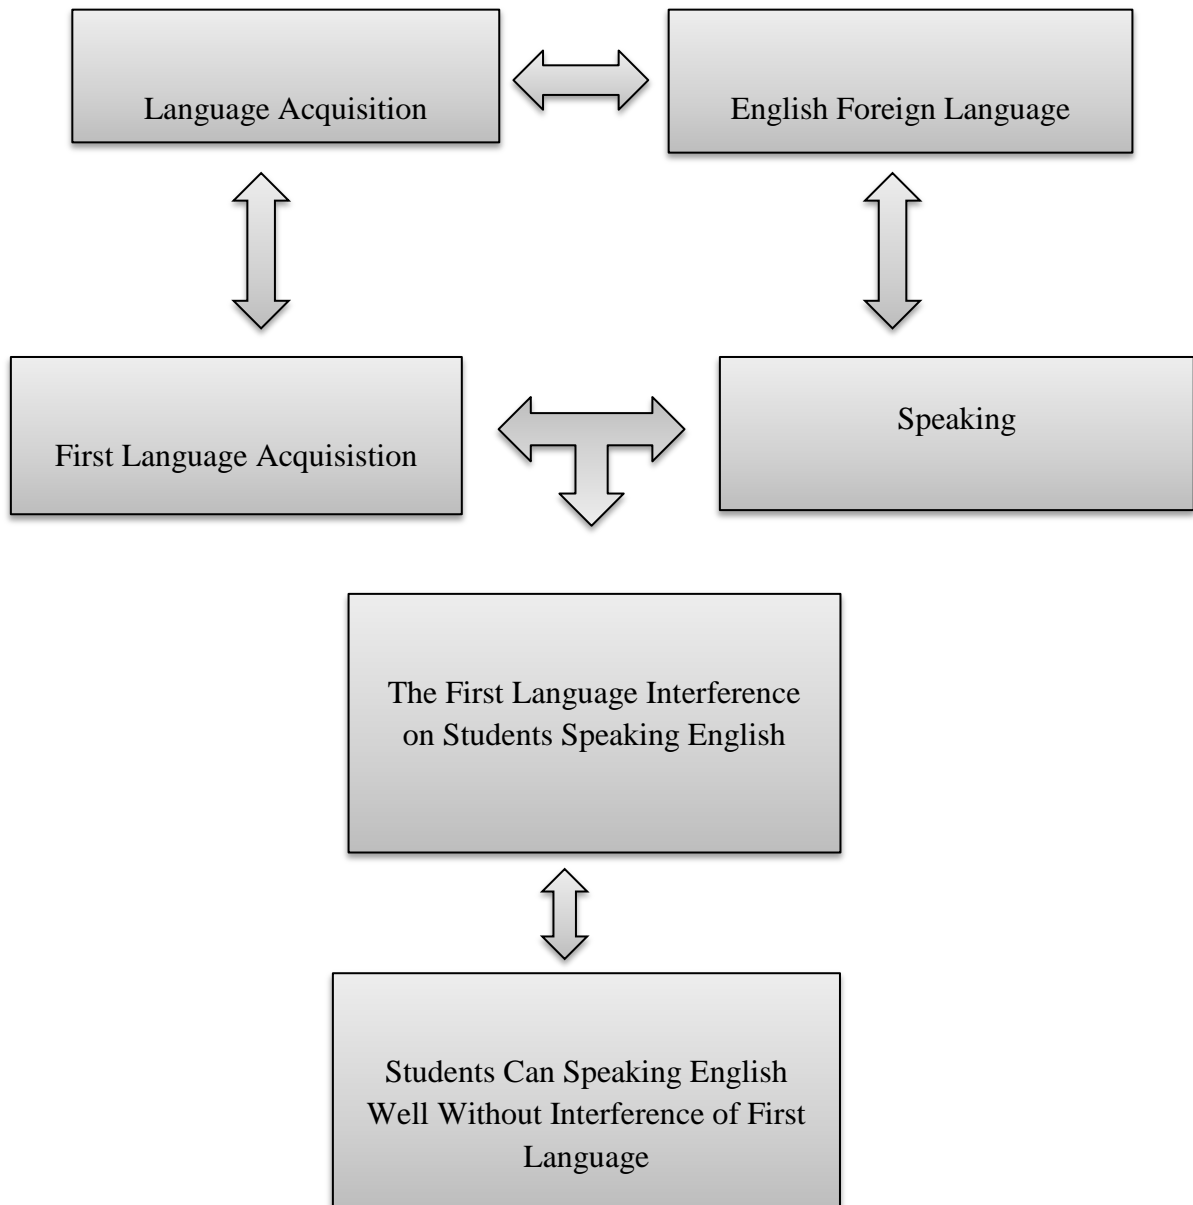 Language Acquisition
English Foreign Language
First Language Acquisistion
Speaking
The First Language Interference
on Students Speaking English
Students Can Speaking English
Well Without Interference of First
Language